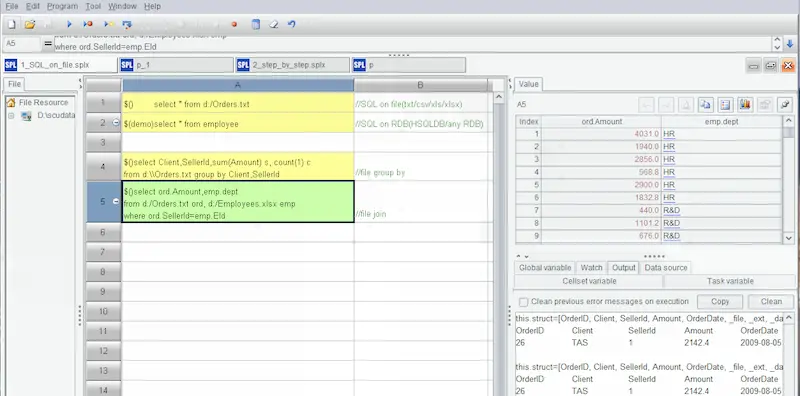 File Edit Program Tool Window Help
A5
where ord.SellerId=emp.EId
SPL 1_SQL_on_file.splx SPL p_1 SPL 2_step_by_step.splx SPL p
File
File Resource
D:\scudata
A B
1 $() select * from d:/Orders.txt //SQL on file(txt/csv/xls/xlsx)
2 $(demo)select * from employee //SQL on RDB(HSQLDB/any RDB)
3
4 $()select Client,SellerId,sum(Amount) s, count(1) c
from d:\\Orders.txt group by Client,SellerId //file group by
5 $()select ord.Amount,emp.dept
from d:/Orders.txt ord, d:/Employees.xlsx emp
where ord.SellerId=emp.EId //file join
6
7
8
9
10
11
12
13
14
Value
A5
Index ord.Amount emp.dept
1 4031.0 HR
2 1940.0 HR
3 2856.0 HR
4 568.8 HR
5 2900.0 HR
6 1832.8 HR
7 440.0 R&D
8 1101.2 R&D
9 676.0 R&D
Global variable Watch Output Data source
Cellset variable Task variable
Clean previous error messages on execution Copy Clean
this.struct=[OrderID, Client, SellerId, Amount, OrderDate, _file, _ext, _da
OrderID Client SellerId Amount OrderDate
26 TAS 1 2142.4 2009-08-05
this.struct=[OrderID, Client, SellerId, Amount, OrderDate, _file, _ext, _da
OrderID Client SellerId Amount OrderDate
26 TAS 1 2142.4 2009-08-05